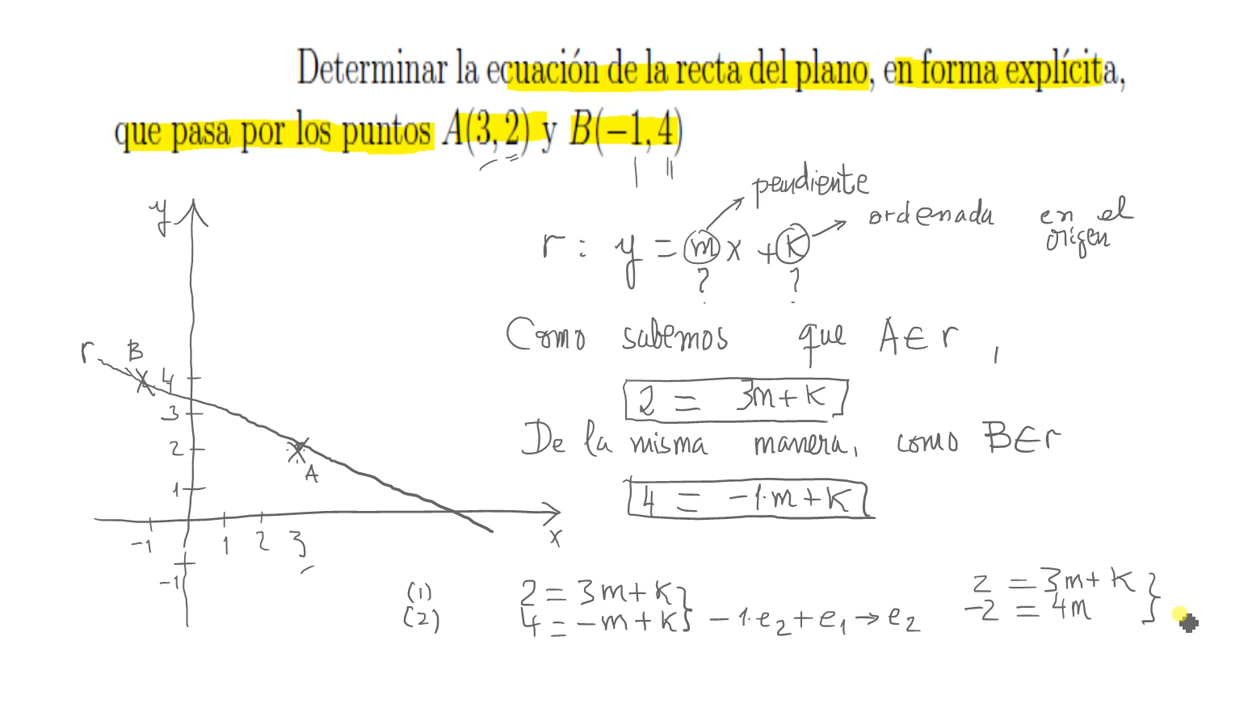 Determinar la ecuación de la recta del plano, en forma explícita,
que pasa por los puntos A(3, 2) y B(−1, 4)
pendiente
y
r : y = m x + k
ordenada en el
origen
? ?
Como sabemos que A∈r ,
r B 4
2 = 3m + k
3
De la misma manera, como B∈r
2
A
4 = -1·m + k
1
-1 1 2 3 x
-1
(1) 2 = 3m + k }
(2) 4 = -m + k } -1·e2 + e1 → e2
2 = 3m + k }
-2 = 4m }